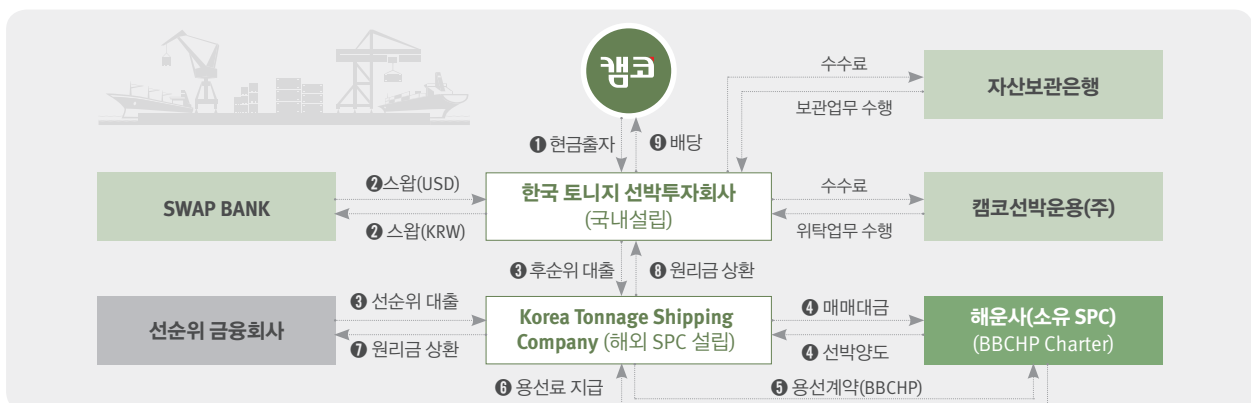 캠코
수수료
자산보관은행
보관업무 수행
❶ 현금출자
❾ 배당
SWAP BANK
❷스왑(USD)
❷ 스왑(KRW)
한국 토니지 선박투자회사
(국내설립)
수수료
위탁업무 수행
캠코선박운용(주)
❸ 후순위 대출
❽ 원리금 상환
선순위 금융회사
❸ 선순위 대출
❼ 원리금 상환
Korea Tonnage Shipping
Company (해외 SPC 설립)
❹ 매매대금
❹ 선박양도
해운사(소유 SPC)
(BBCHP Charter)
❻ 용선료 지급
❺ 용선계약(BBCHP)